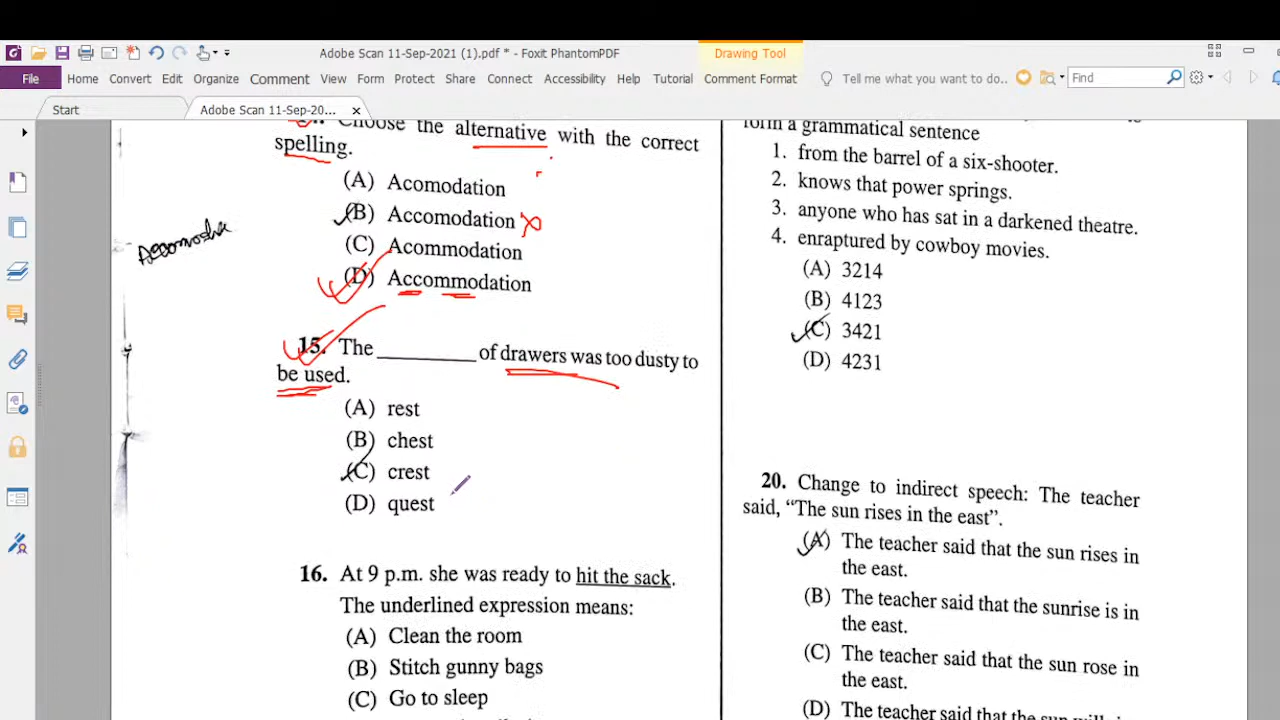 Adobe Scan 11-Sep-2021 (1).pdf * - Foxit PhantomPDF
Drawing Tool
File Home Convert Edit Organize Comment View Form Protect Share Connect Accessibility Help Tutorial Comment Format Tell me what you want to do.. Find
Start
Adobe Scan 11-Sep-20...
Choose the alternative with the correct
spelling.
(A) Acomodation
(B) Accomodation
(C) Acommodation
(D) Accommodation
15. The __________ of drawers was too dusty to
be used.
(A) rest
(B) chest
(C) crest
(D) quest
16. At 9 p.m. she was ready to hit the sack.
The underlined expression means:
(A) Clean the room
(B) Stitch gunny bags
(C) Go to sleep
form a grammatical sentence
1. from the barrel of a six-shooter.
2. knows that power springs.
3. anyone who has sat in a darkened theatre.
4. enraptured by cowboy movies.
(A) 3214
(B) 4123
(C) 3421
(D) 4231
20. Change to indirect speech: The teacher
said, “The sun rises in the east”.
(A) The teacher said that the sun rises in
the east.
(B) The teacher said that the sunrise is in
the east.
(C) The teacher said that the sun rose in
the east.
(D) The teacher said that the sun will